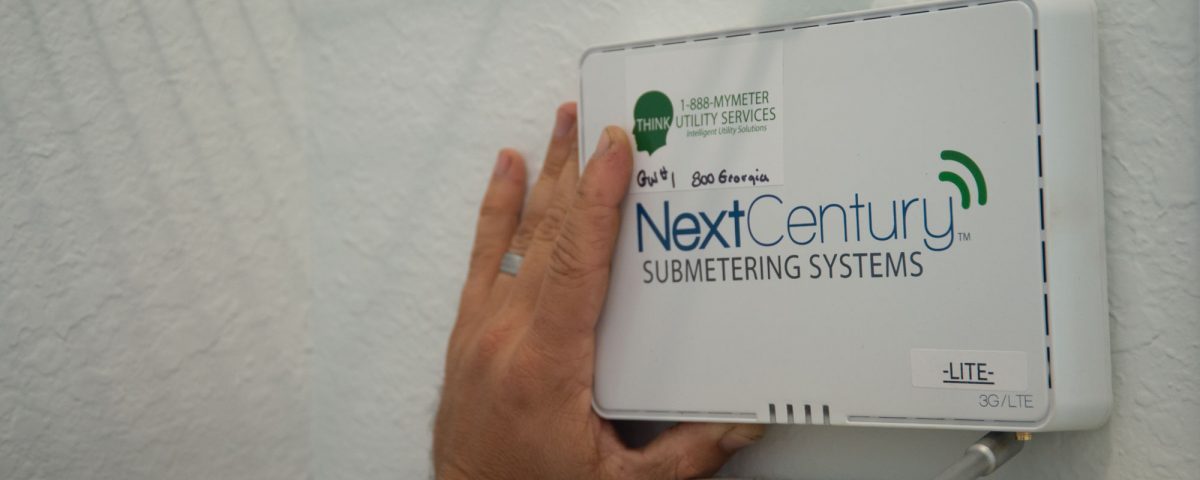 1-888-MYMETER
THINK UTILITY SERVICES
Intelligent Utility Solutions
GW#1 800 Georgia
NextCentury™
SUBMETERING SYSTEMS
-LITE-
3G/LTE